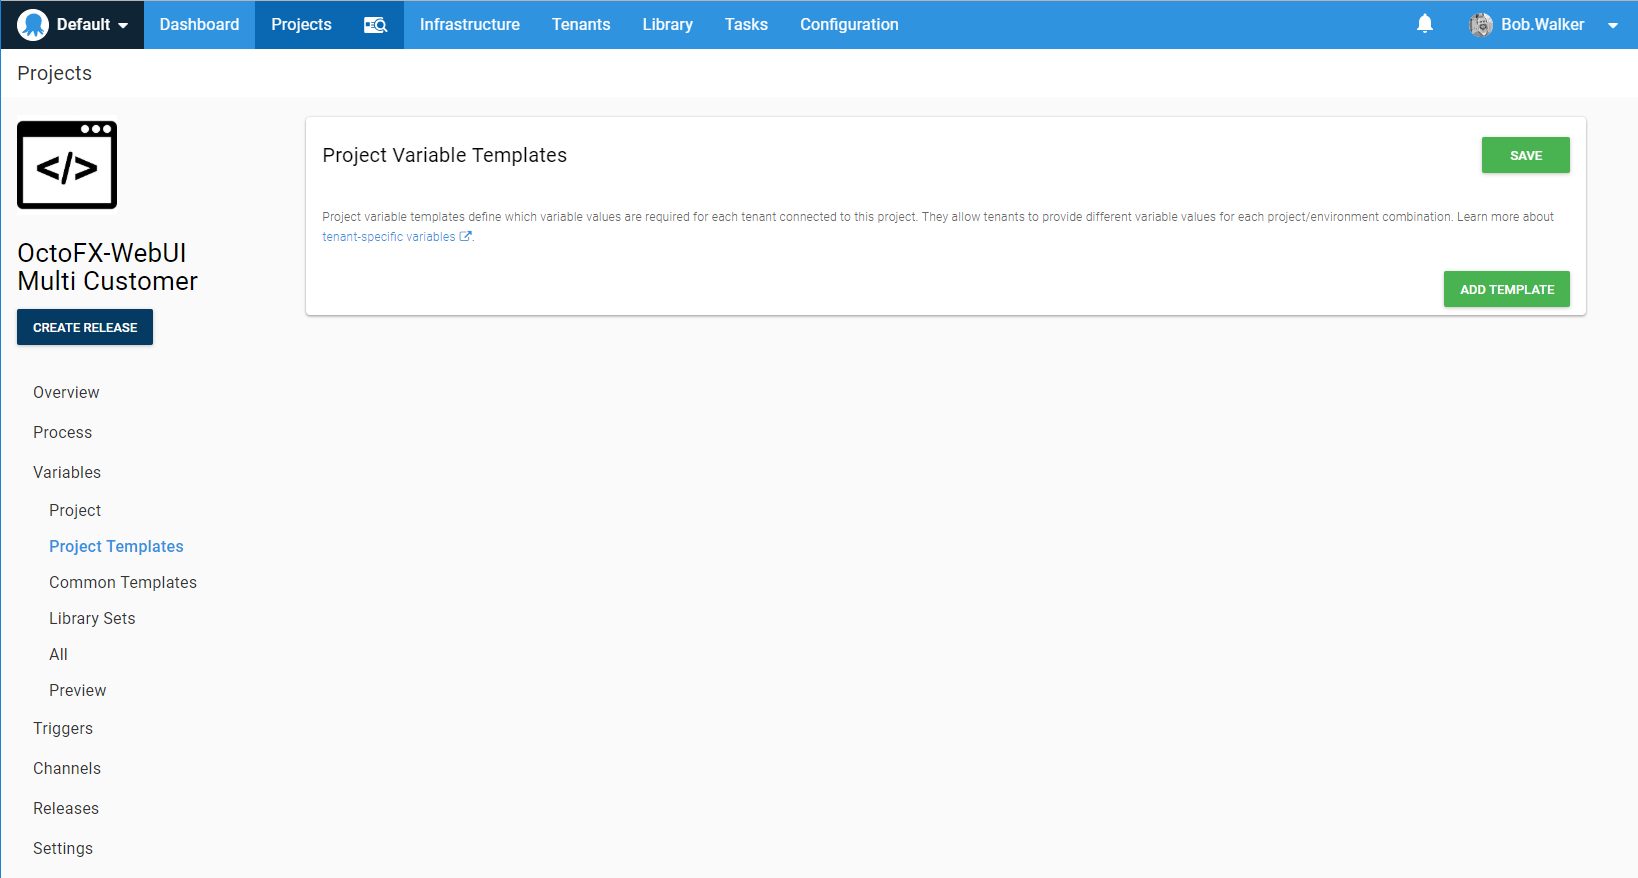 Default Dashboard Projects Infrastructure Tenants Library Tasks Configuration Bob.Walker
Projects
</>
OctoFX-WebUI
Multi Customer
CREATE RELEASE
Overview
Process
Variables
Project
Project Templates
Common Templates
Library Sets
All
Preview
Triggers
Channels
Releases
Settings
Project Variable Templates
SAVE
Project variable templates define which variable values are required for each tenant connected to this project. They allow tenants to provide different variable values for each project/environment combination. Learn more about
tenant-specific variables.
ADD TEMPLATE